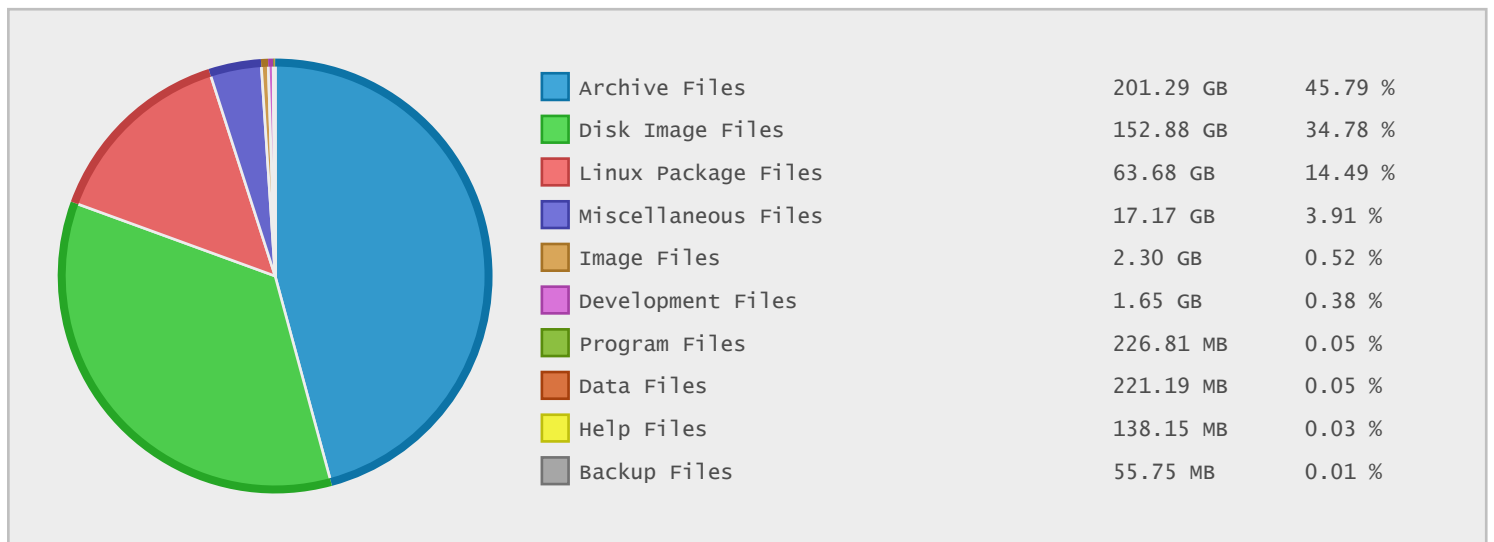 Archive Files 201.29 GB 45.79 %
Disk Image Files 152.88 GB 34.78 %
Linux Package Files 63.68 GB 14.49 %
Miscellaneous Files 17.17 GB 3.91 %
Image Files 2.30 GB 0.52 %
Development Files 1.65 GB 0.38 %
Program Files 226.81 MB 0.05 %
Data Files 221.19 MB 0.05 %
Help Files 138.15 MB 0.03 %
Backup Files 55.75 MB 0.01 %